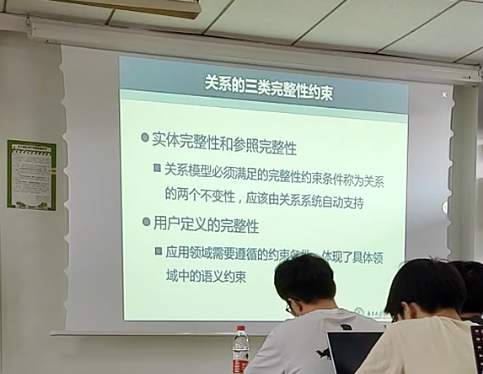 关系的三类完整性约束
实体完整性和参照完整性
关系模型必须满足的完整性约束条件称为关系
的两个不变性，应该由关系系统自动支持
用户定义的完整性
应用领域需要遵循的约束条件，体现了具体领
域中的语义约束